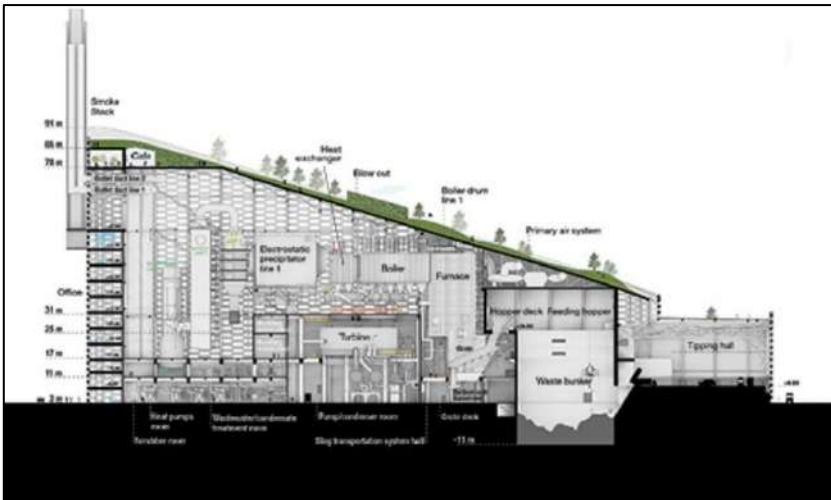 Smoke
Stack
91 m
85 m
78 m
Cafe
Heat
exchanger
Blow out
Boiler drum
line 1
Primary air system
Electrostatic
precipitator
line 1
Boiler
Furnace
Office
31 m
25 m
17 m
11 m
Turbine
Hopper deck
Feeding hopper
Tipping hall
Waste bunker
Heat pumps
room
Scrubber room
Wastewater/condensate
treatment room
Pump/condenser room
Slag transportation system hall
Grate deck
-11 m